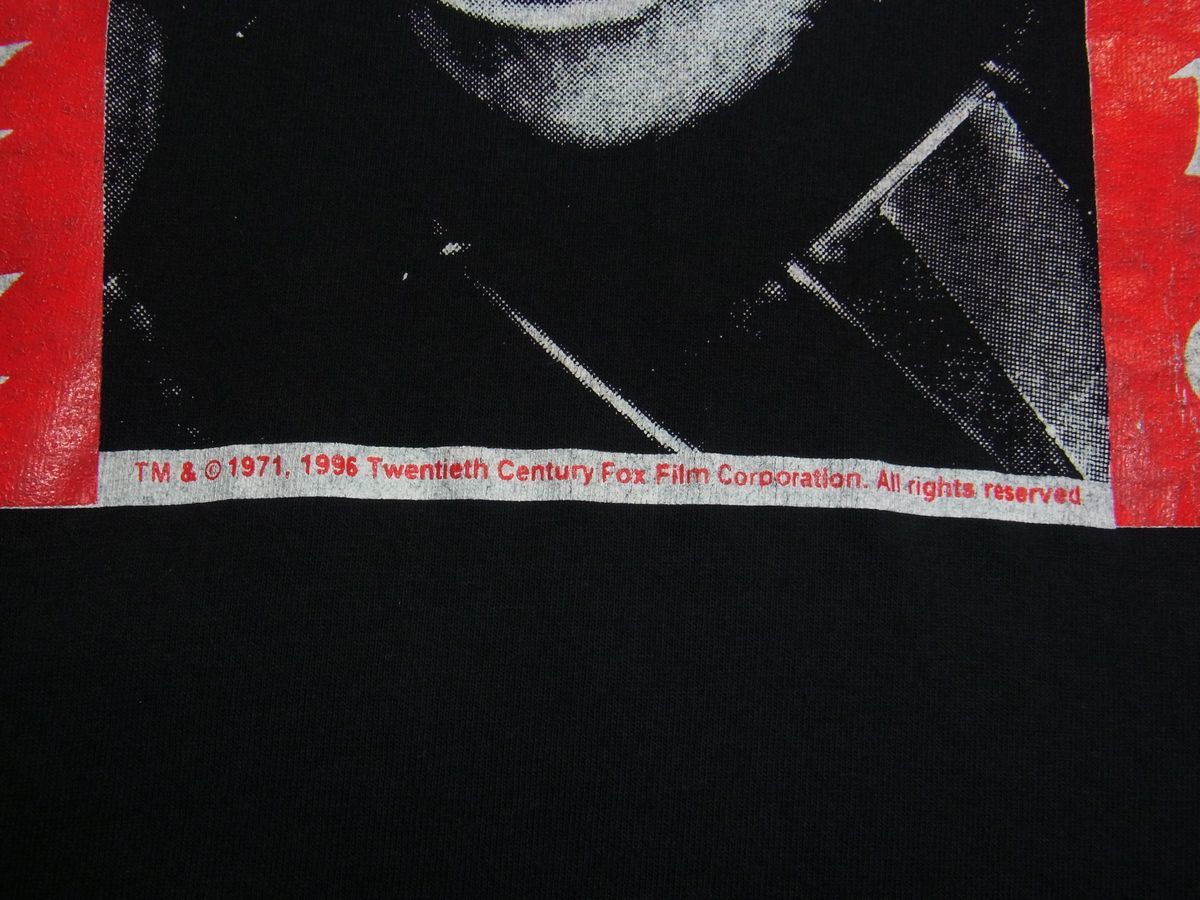 TM & © 1971, 1996 Twentieth Century Fox Film Corporation. All rights reserved